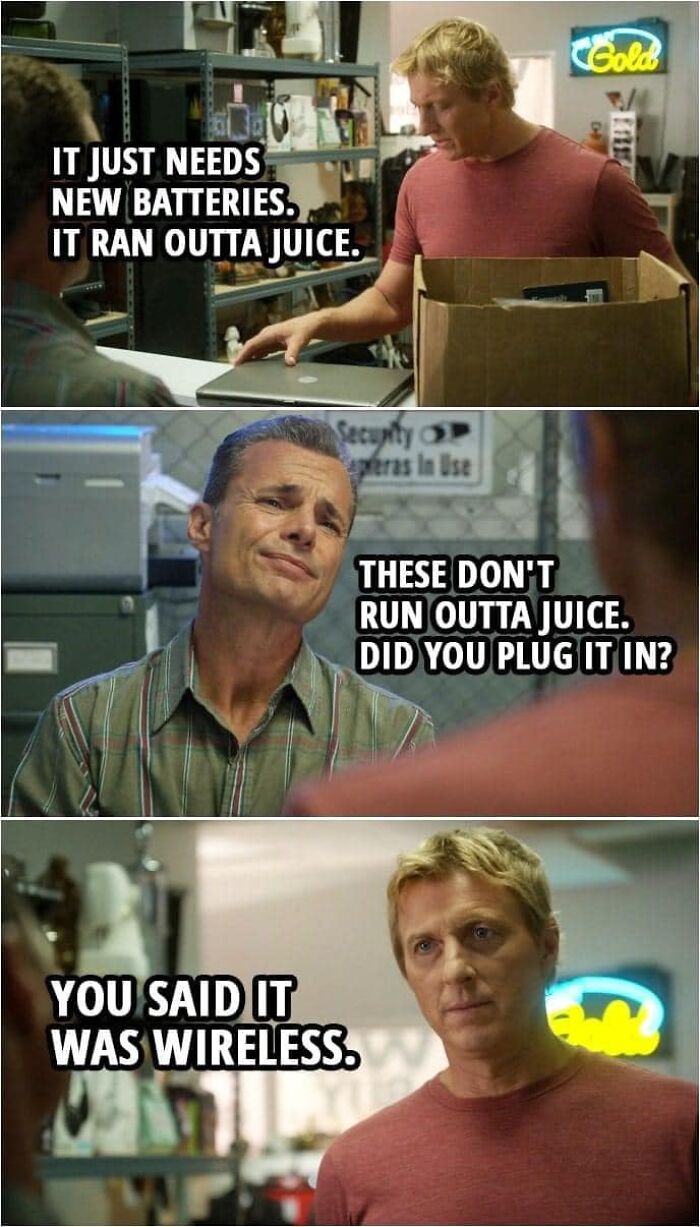 Gold
IT JUST NEEDS
NEW BATTERIES.
IT RAN OUTTA JUICE.
Security
Cameras In Use
THESE DON'T
RUN OUTTA JUICE.
DID YOU PLUG IT IN?
YOU SAID IT
WAS WIRELESS.
Gold